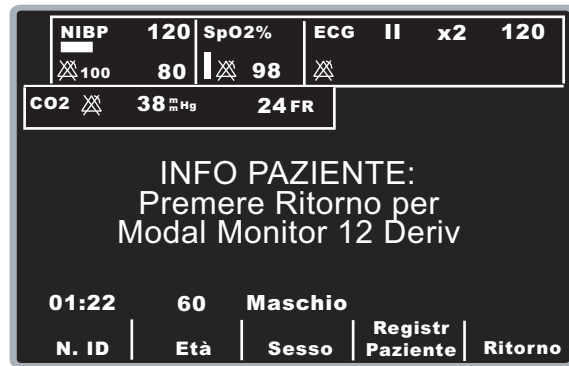 NIBP 120 SpO2% ECG II x2 120
100 80 98
CO2 38 mmHg 24 FR
INFO PAZIENTE:
Premere Ritorno per
Modal Monitor 12 Deriv
01:22 60 Maschio
N. ID Età Sesso Registr Paziente Ritorno